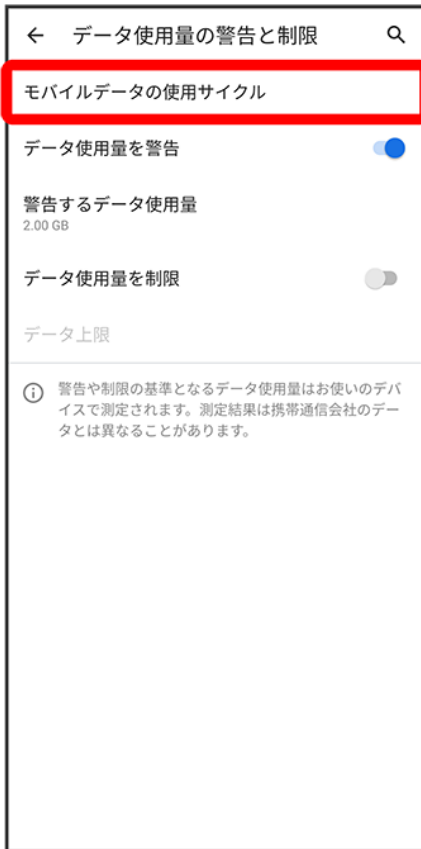 データ使用量の警告と制限
モバイルデータの使用サイクル
データ使用量を警告
警告するデータ使用量
2.00 GB
データ使用量を制限
データ上限
警告や制限の基準となるデータ使用量はお使いのデバ
イスで測定されます。測定結果は携帯通信会社のデー
タとは異なることがあります。